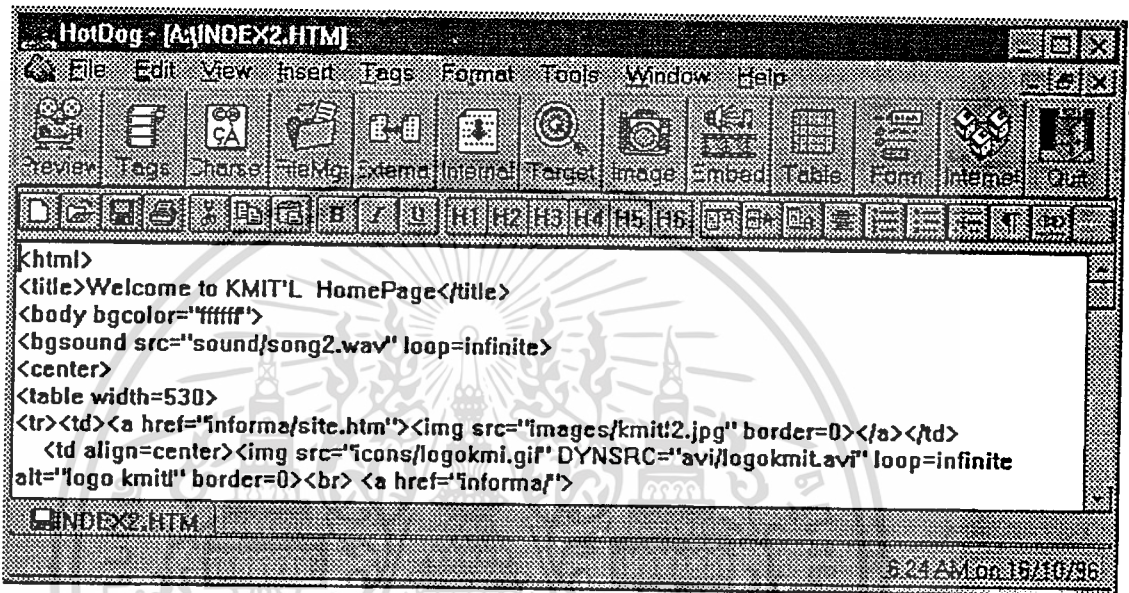 HotDog - [A:\INDEX2.HTM]
File Edit View Insert Tags Format Tools Window Help
Preview Tags Charse FileMgr Externa Internal Target Image Embed Table Form Internet Quit
B I U H1 H2 H3 H4 H5 H6
<html>
<title>Welcome to KMIT'L HomePage</title>
<body bgcolor="ffffff">
<bgsound src="sound/song2.wav" loop=infinite>
<center>
<table width=530>
<tr><td><a href="informa/site.htm"><img src="images/kmitl2.jpg" border=0></a></td>
<td align=center><img src="icons/logokmi.gif" DYNSRC="avi/logokmit.avi" loop=infinite
alt="logo kmitl" border=0><br> <a href="informa/">
INDEX2.HTM
6:24 AM on 16/10/96